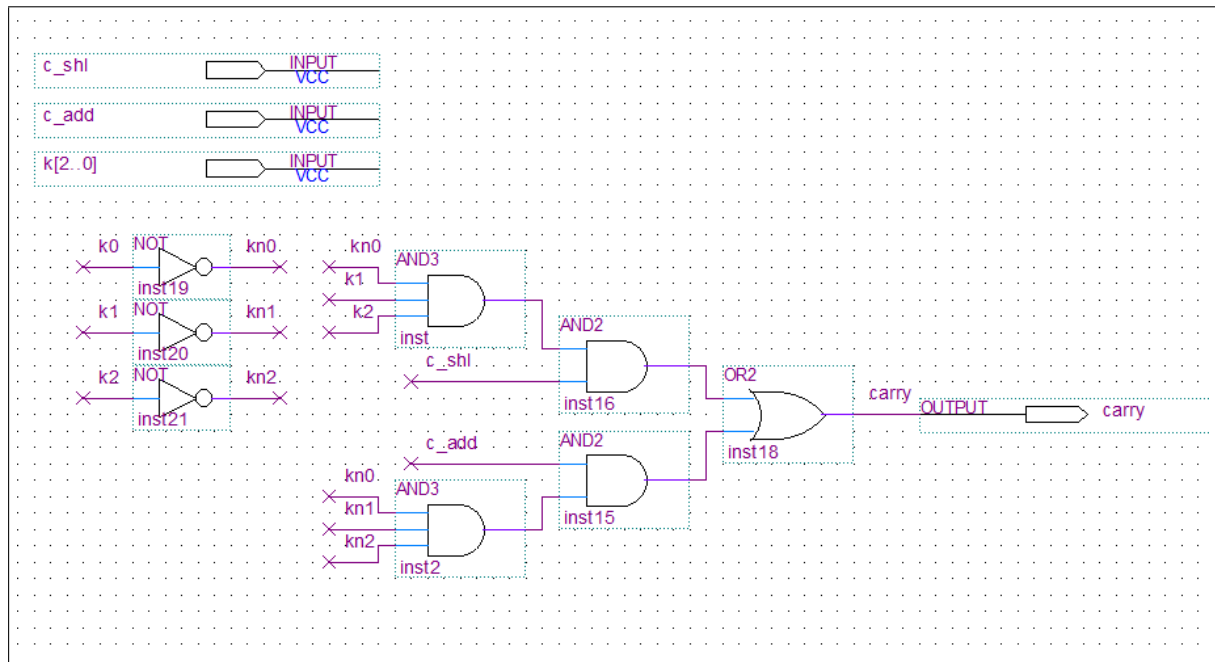 c_shl
INPUT
VCC
c_add
INPUT
VCC
k[2..0]
INPUT
VCC
k0
NOT
kn0
inst19
k1
NOT
kn1
inst20
k2
NOT
kn2
inst21
kn0
k1
k2
AND3
inst
c_shl
AND2
inst16
c_add
AND2
inst15
kn0
kn1
kn2
AND3
inst2
OR2
inst18
carry
OUTPUT
carry